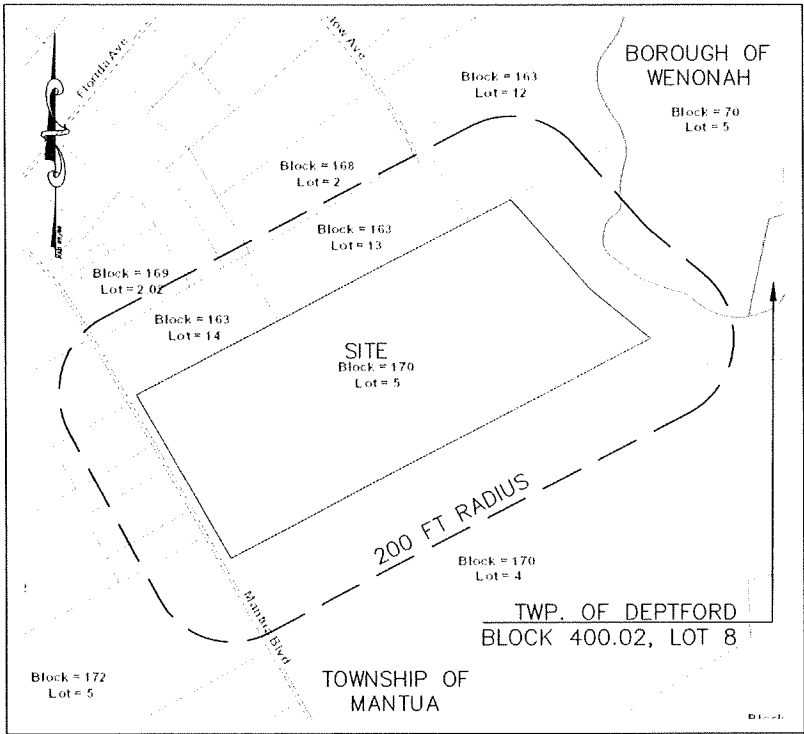 Florida Ave
BOROUGH OF
WENONAH
Block = 163
Lot = 12
Block = 70
Lot = 5
Block = 168
Lot = 2
Block = 163
Lot = 13
Block = 169
Lot = 2.02
Block = 163
Lot = 14
SITE
Block = 170
Lot = 5
200 FT RADIUS
Block = 170
Lot = 4
TWP. OF DEPTFORD
BLOCK 400.02, LOT 8
Mantua Blvd
Block = 172
Lot = 5
TOWNSHIP OF
MANTUA